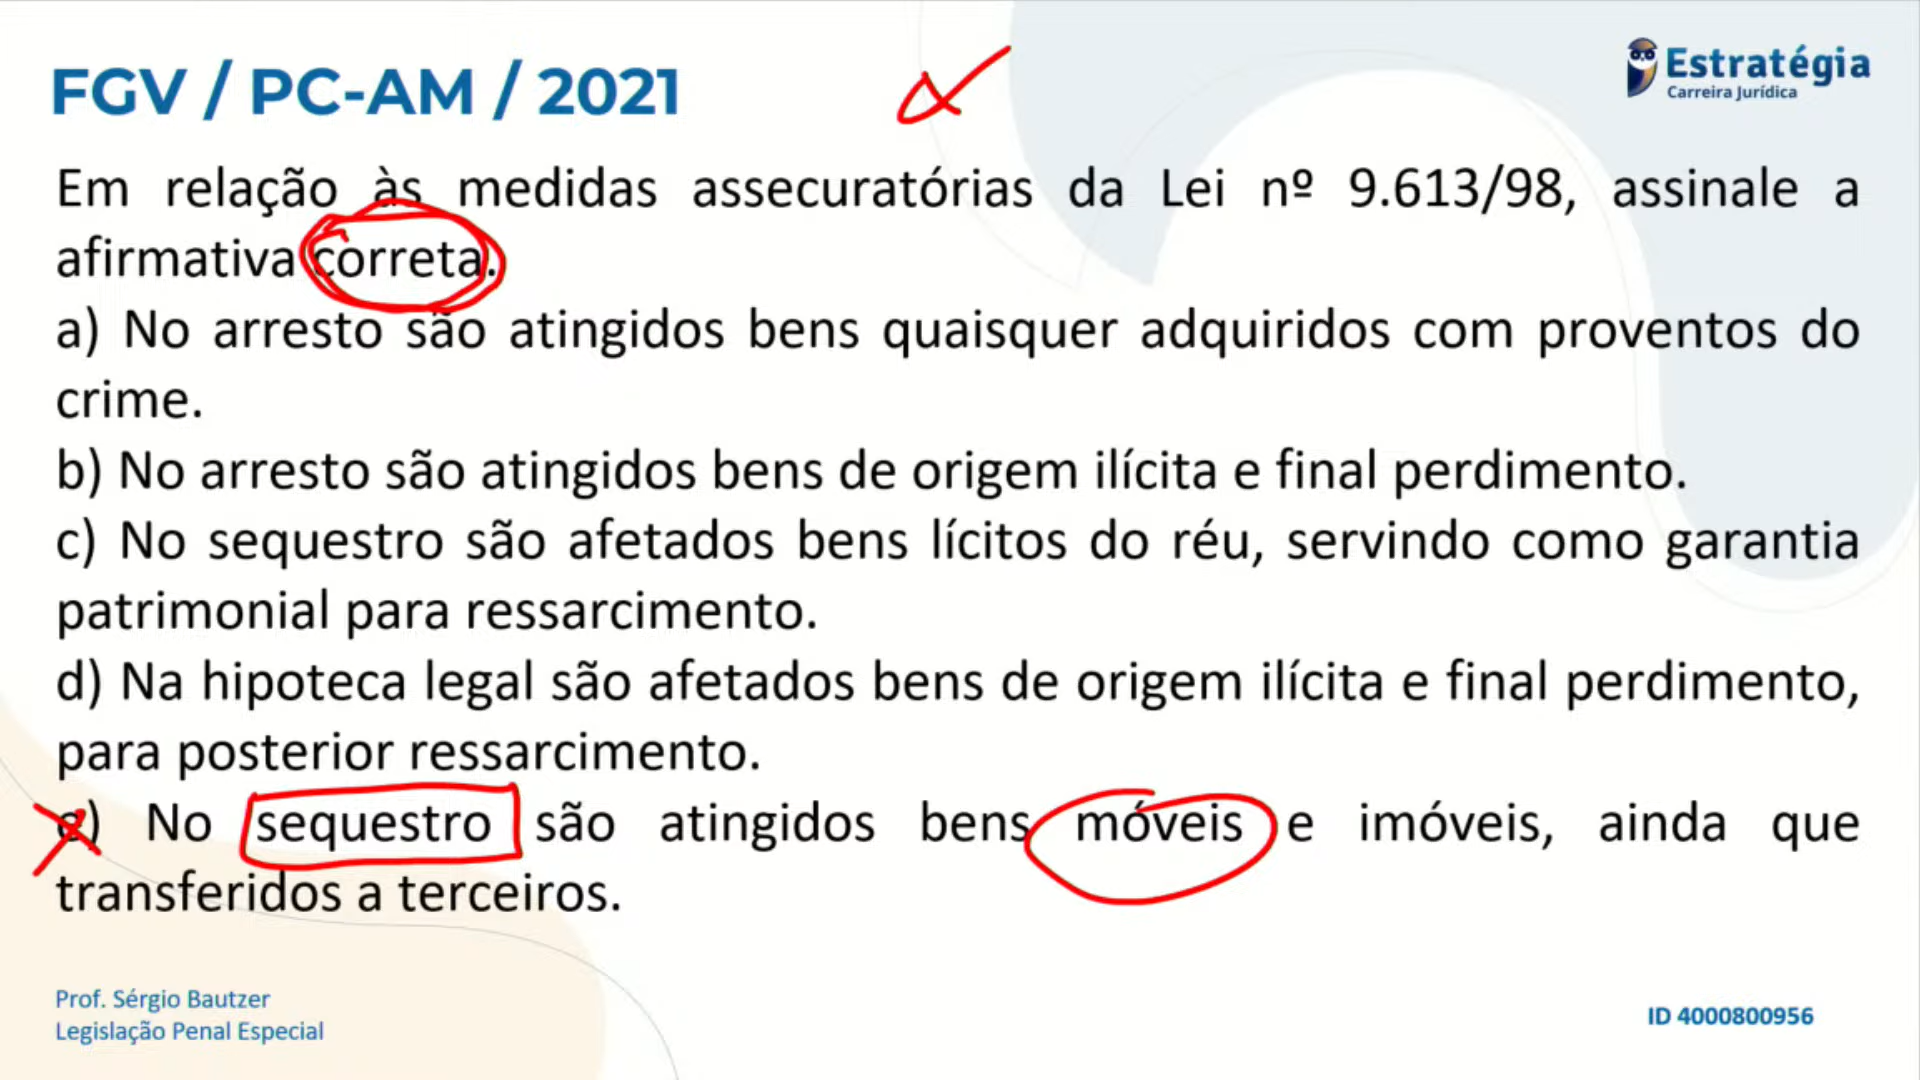 FGV / PC-AM / 2021
Estratégia
Carreira Jurídica
Em relação às medidas assecuratórias da Lei nº 9.613/98, assinale a
afirmativa correta.
a) No arresto são atingidos bens quaisquer adquiridos com proventos do
crime.
b) No arresto são atingidos bens de origem ilícita e final perdimento.
c) No sequestro são afetados bens lícitos do réu, servindo como garantia
patrimonial para ressarcimento.
d) Na hipoteca legal são afetados bens de origem ilícita e final perdimento,
para posterior ressarcimento.
e) No sequestro são atingidos bens móveis e imóveis, ainda que
transferidos a terceiros.
Prof. Sérgio Bautzer
Legislação Penal Especial
ID 4000800956